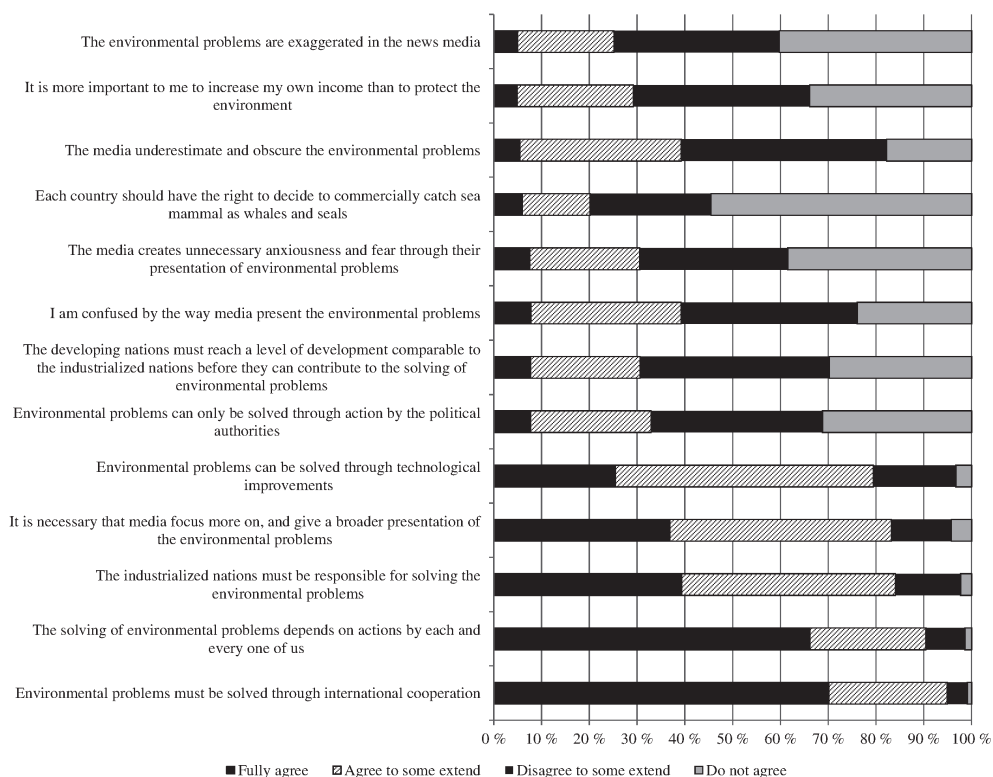 The environmental problems are exaggerated in the news media
It is more important to me to increase my own income than to protect the
environment
The media underestimate and obscure the environmental problems
Each country should have the right to decide to commercially catch sea
mammal as whales and seals
The media creates unnecessary anxiousness and fear through their
presentation of environmental problems
I am confused by the way media present the environmental problems
The developing nations must reach a level of development comparable to
the industrialized nations before they can contribute to the solving of
environmental problems
Environmental problems can only be solved through action by the political
authorities
Environmental problems can be solved through technological
improvements
It is necessary that media focus more on, and give a broader presentation of
the environmental problems
The industrialized nations must be responsible for solving the
environmental problems
The solving of environmental problems depends on actions by each and
every one of us
Environmental problems must be solved through international cooperation
0 % 10 % 20 % 30 % 40 % 50 % 60 % 70 % 80 % 90 % 100 %
Fully agree Agree to some extend Disagree to some extend Do not agree